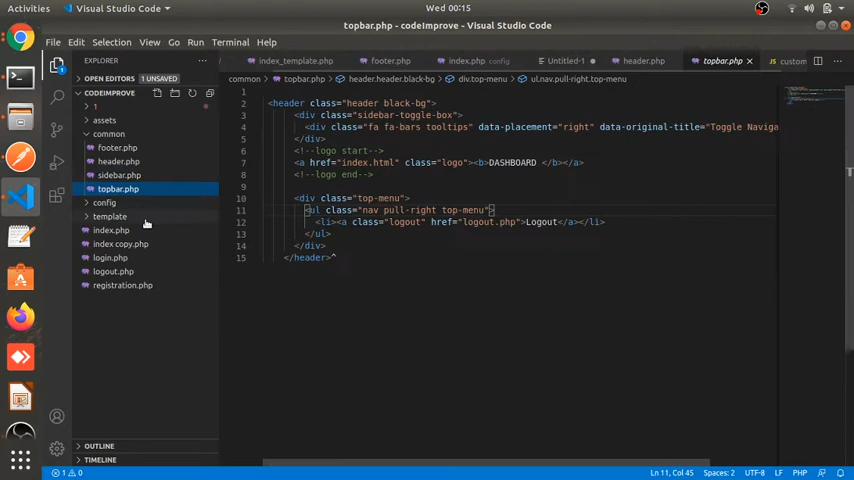 Activities
Visual Studio Code
Wed 00:15
topbar.php - codeImprove - Visual Studio Code
File Edit Selection View Go Run Terminal Help
EXPLORER
index_template.php
footer.php
index.php config
Untitled-1
header.php
topbar.php
custom
OPEN EDITORS 1 UNSAVED
common > topbar.php > header.header.black-bg > div.top-menu > ul.nav.pull-right.top-menu
CODEIMPROVE
1
assets
common
footer.php
header.php
sidebar.php
topbar.php
config
template
index.php
index copy.php
login.php
logout.php
registration.php
1
2 <header class="header black-bg">
3 <div class="sidebar-toggle-box">
4 <div class="fa fa-bars tooltips" data-placement="right" data-original-title="Toggle Naviga
5 </div>
6 <!--logo start-->
7 <a href="index.html" class="logo"><b>DASHBOARD </b></a>
8 <!--logo end-->
9
10 <div class="top-menu">
11 <ul class="nav pull-right top-menu">
12 <li><a class="logout" href="logout.php">Logout</a></li>
13 </ul>
14 </div>
15 </header>^
OUTLINE
TIMELINE
1 0
Ln 11, Col 45
Spaces: 2
UTF-8
LF
PHP